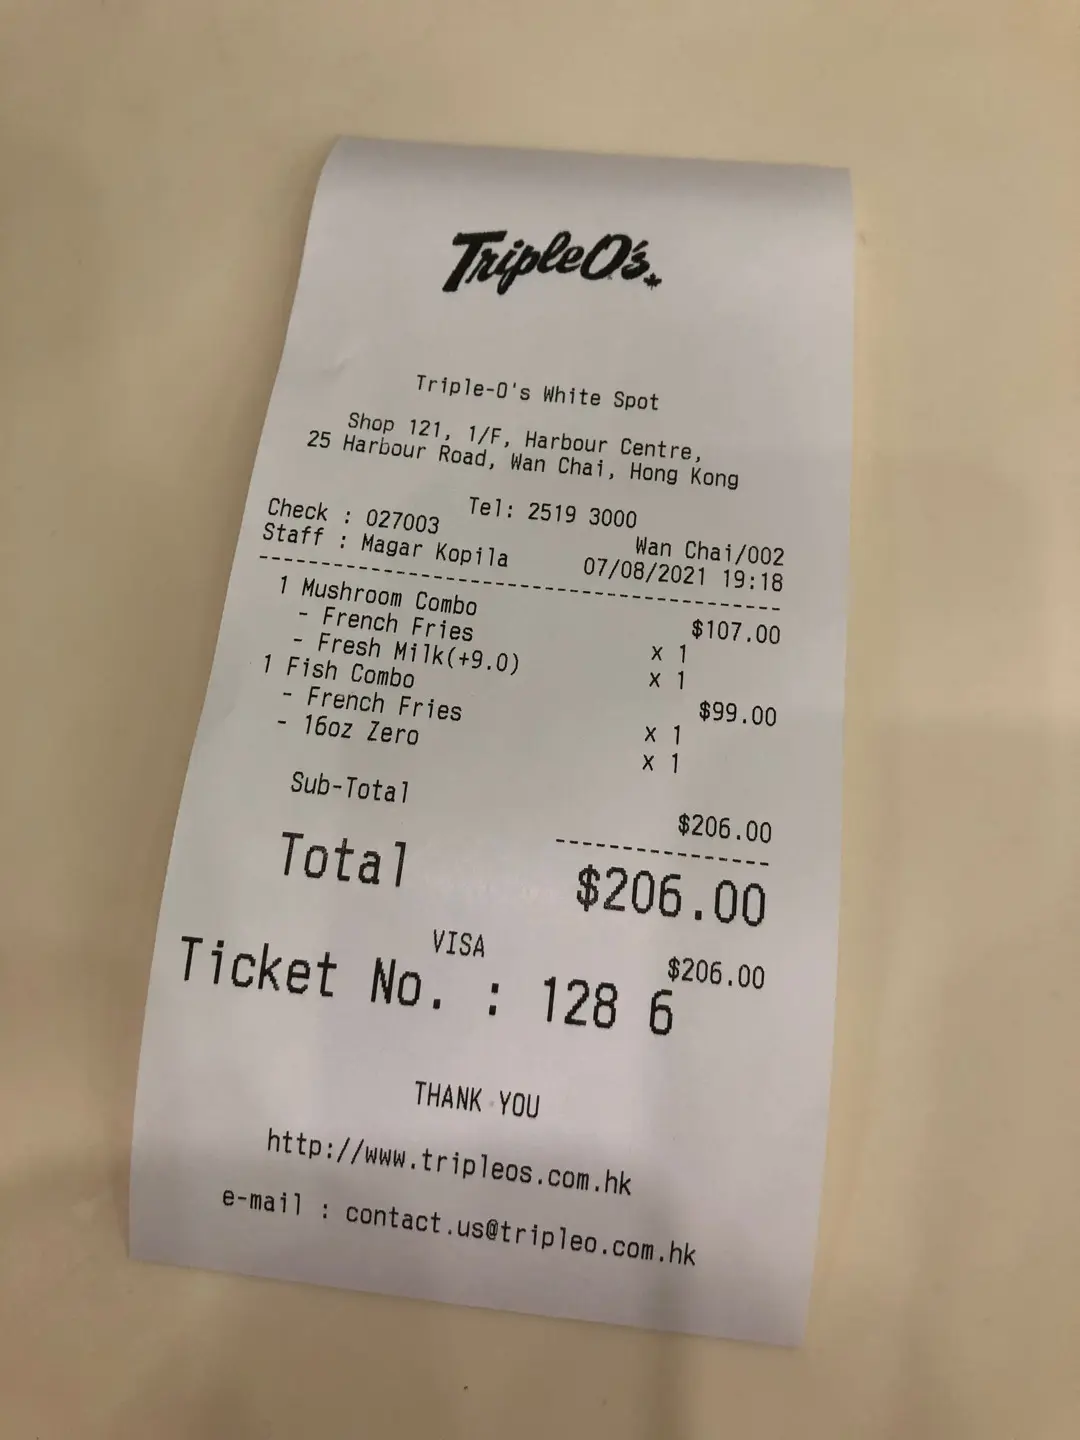 Triple O's
Triple-O's White Spot
Shop 121, 1/F, Harbour Centre,
25 Harbour Road, Wan Chai, Hong Kong
Tel: 2519 3000
Check : 027003 Wan Chai/002
Staff : Magar Kopila 07/08/2021 19:18
1 Mushroom Combo $107.00
- French Fries x 1
- Fresh Milk(+9.0) x 1
1 Fish Combo $99.00
- French Fries x 1
- 16oz Zero x 1
Sub-Total $206.00
Total $206.00
VISA $206.00
Ticket No. : 128 6
THANK YOU
http://www.tripleos.com.hk
e-mail : contact.us@tripleo.com.hk